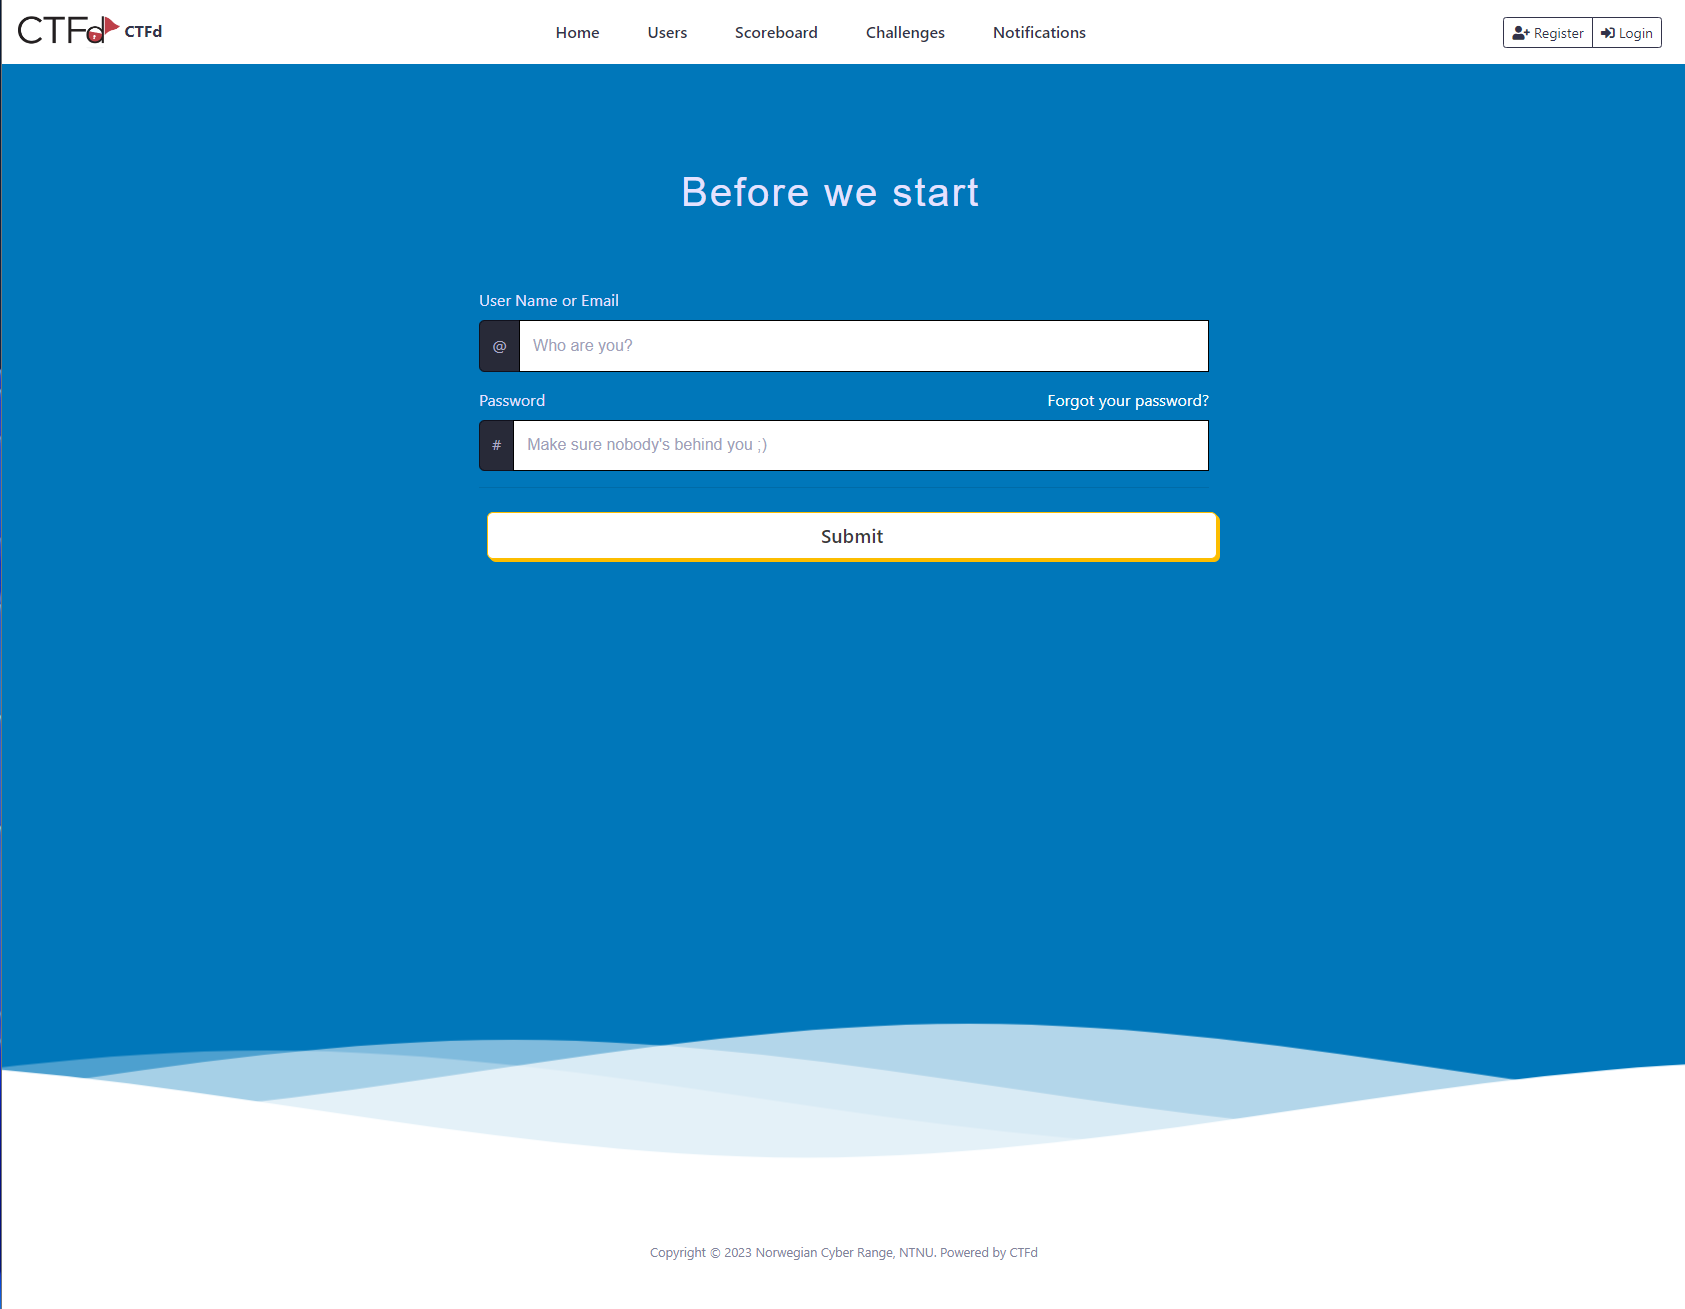 CTFd CTFd Home Users Scoreboard Challenges Notifications Register Login
Before we start
User Name or Email
@ Who are you?
Password Forgot your password?
# Make sure nobody's behind you ;)
Submit
Copyright © 2023 Norwegian Cyber Range, NTNU. Powered by CTFd